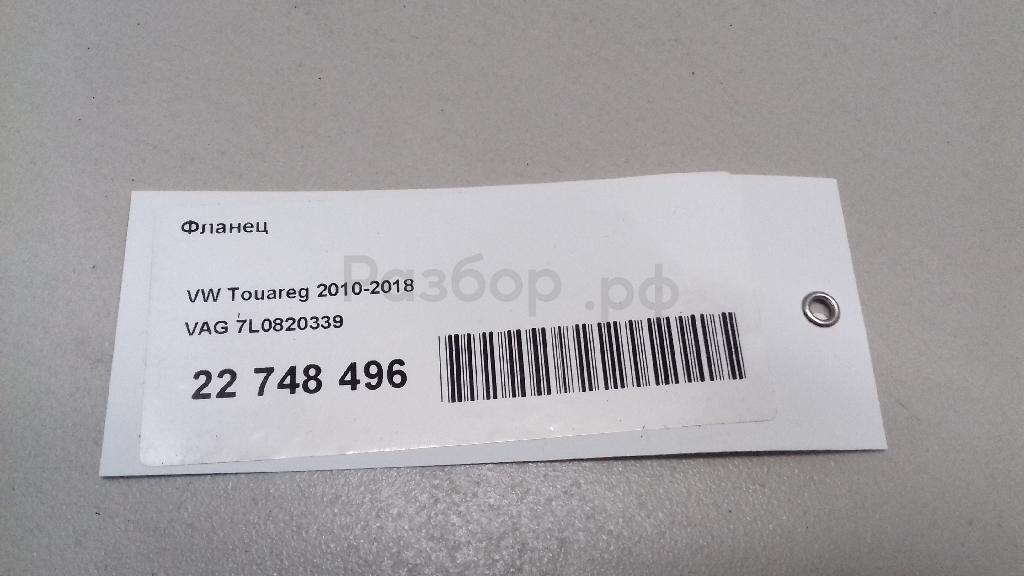 Фланец
VW Touareg 2010-2018
VAG 7L0820339
22 748 496
Разбор.рф